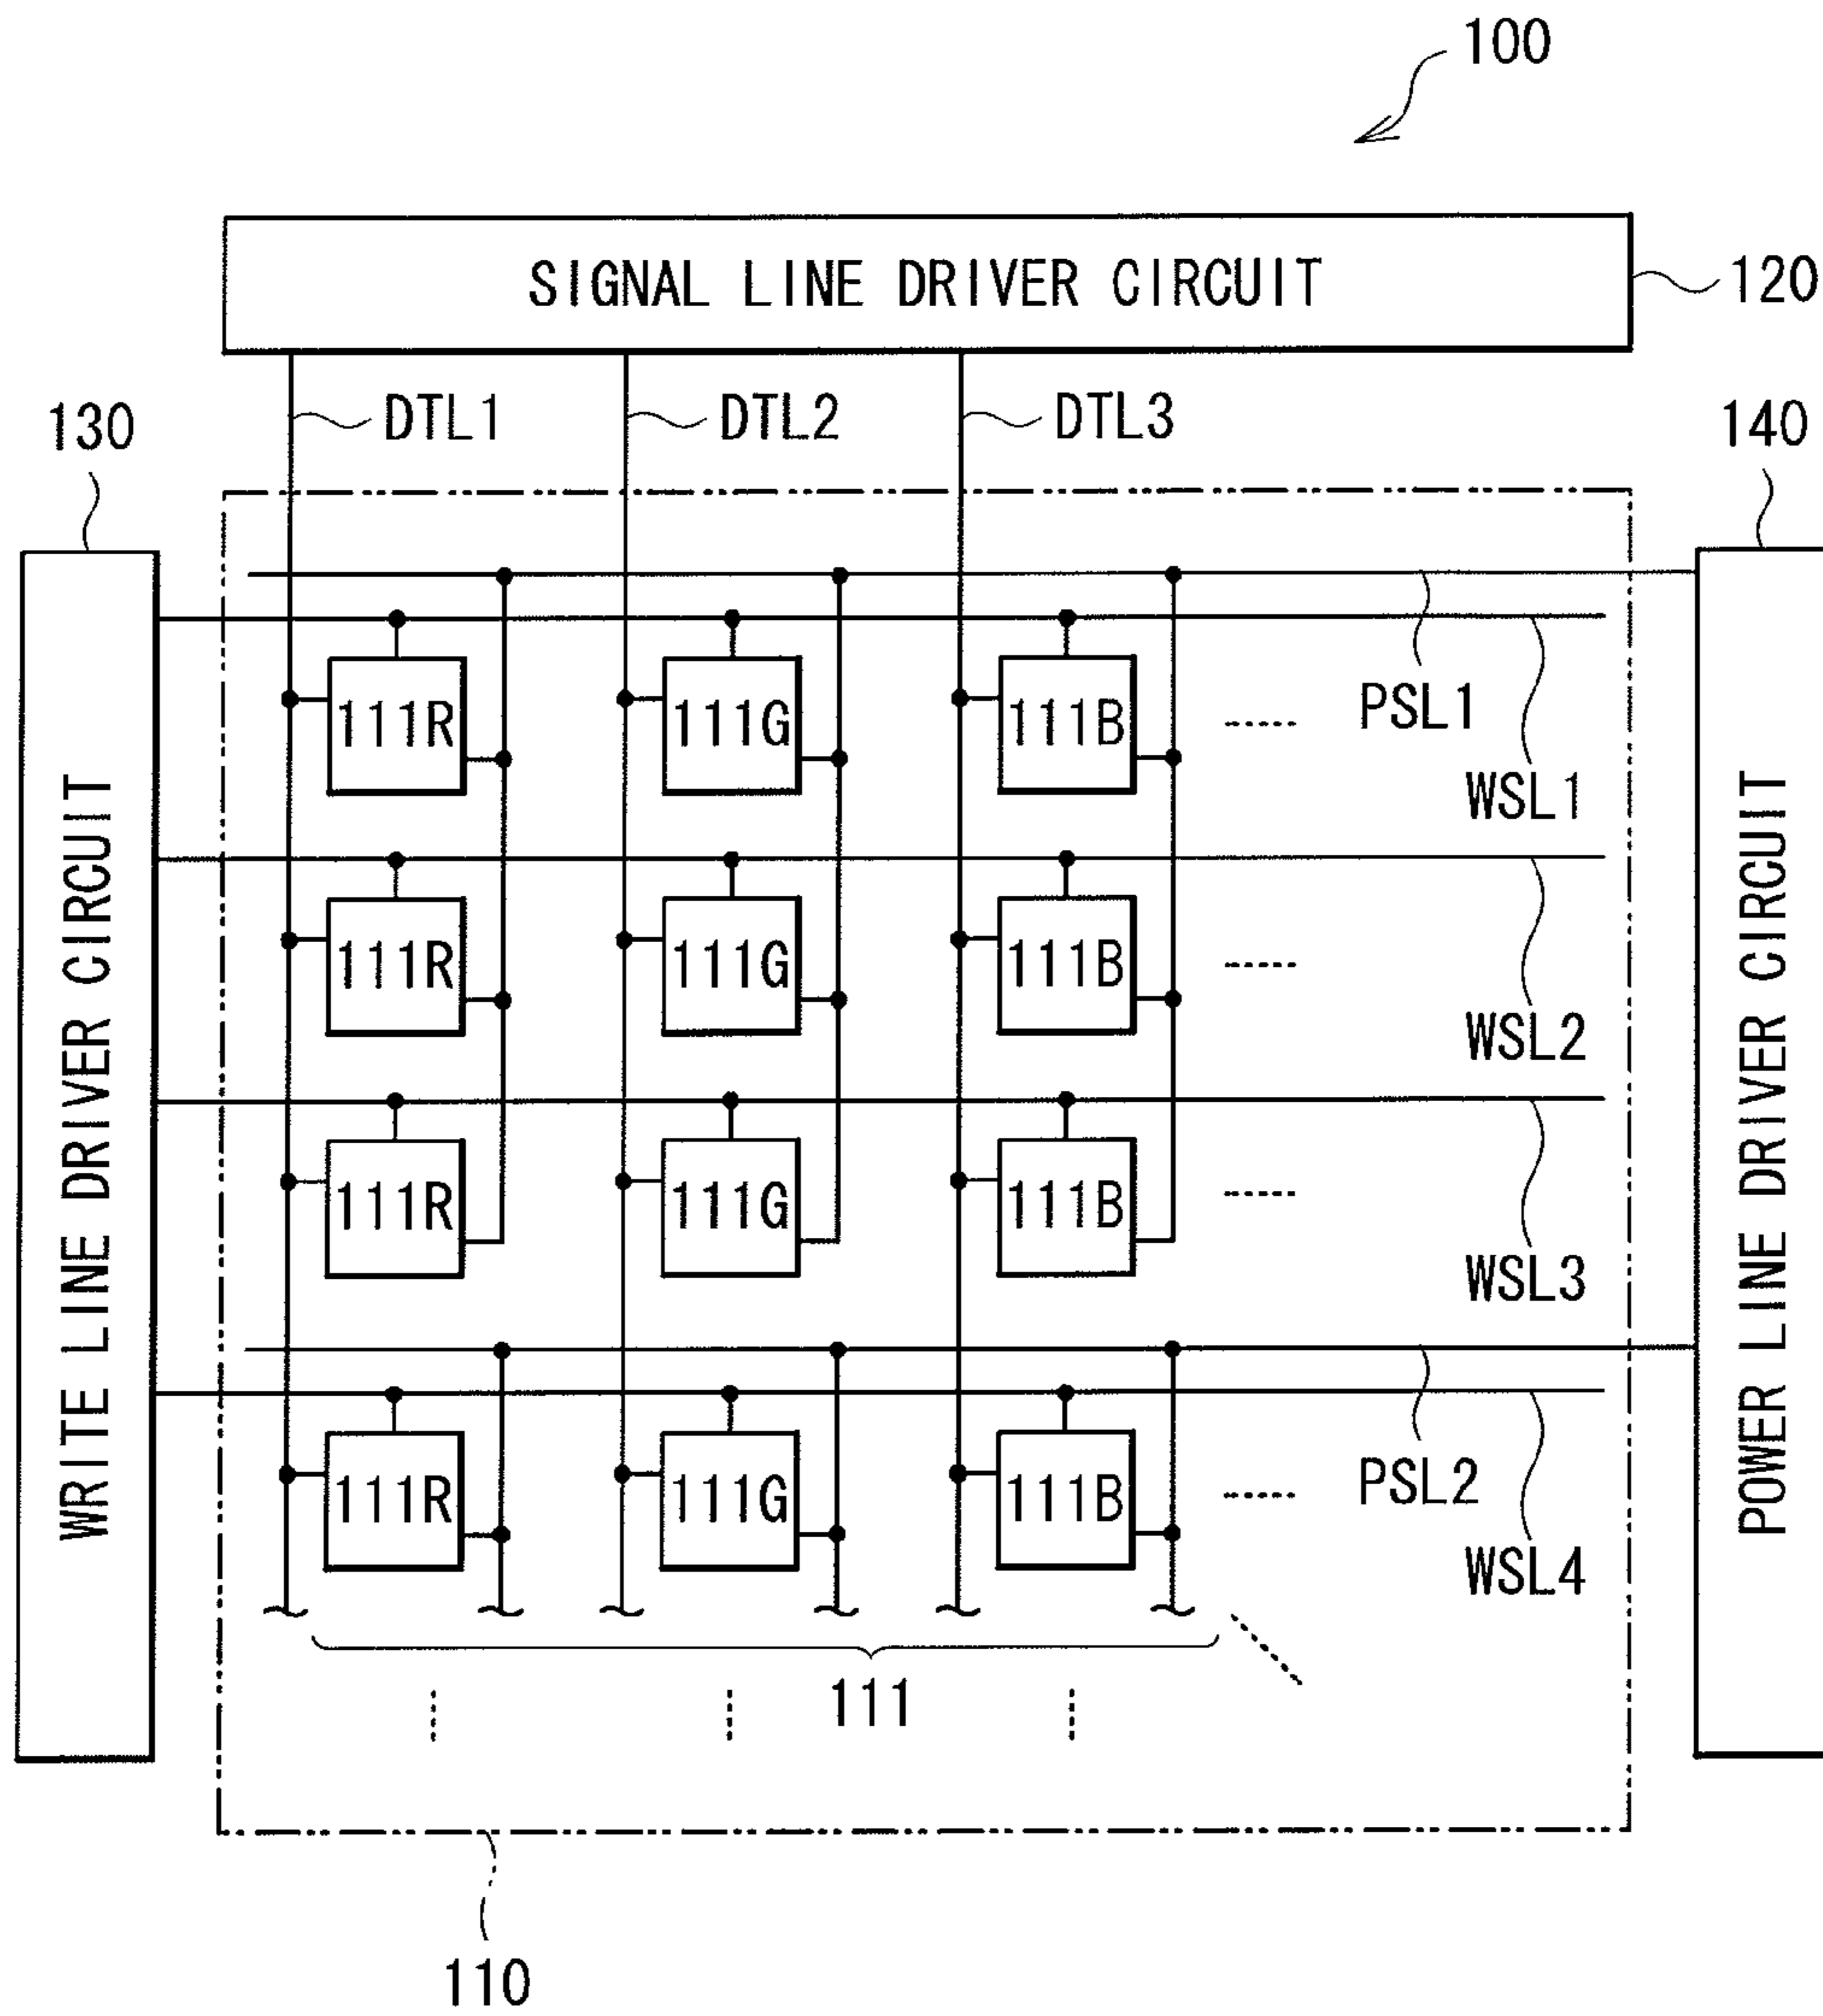 100
SIGNAL LINE DRIVER CIRCUIT
120
DTL1 DTL2 DTL3
130
140
WRITE LINE DRIVER CIRCUIT
POWER LINE DRIVER CIRCUIT
111R 111G 111B ...... PSL1
WSL1
111R 111G 111B ......
WSL2
111R 111G 111B ......
WSL3
111R 111G 111B ...... PSL2
WSL4
111
110